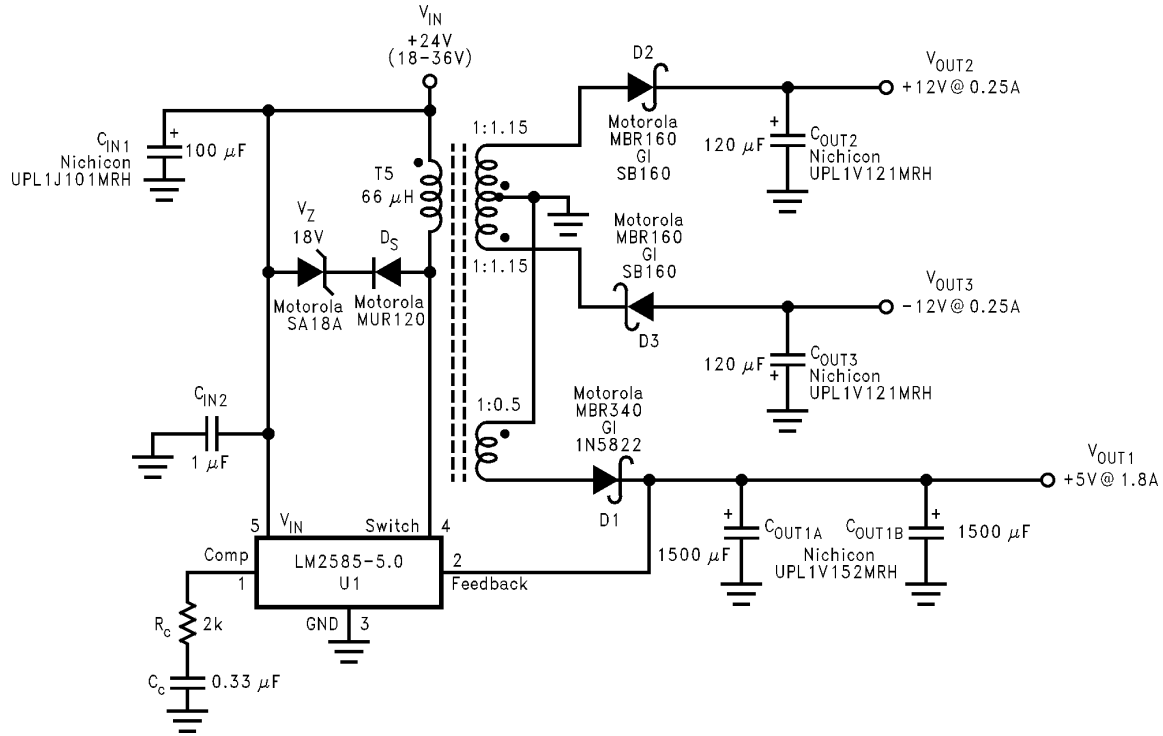 V_IN
+24V
(18-36V)
C_IN1
Nichicon
UPL1J101MRH
+
100 μF
T5
66 μH
1:1.15
1:1.15
D2
Motorola
MBR160
GI
SB160
V_OUT2
+12V@ 0.25A
+
120 μF
C_OUT2
Nichicon
UPL1V121MRH
V_Z
18V
Motorola
SA18A
D_S
Motorola
MUR120
Motorola
MBR160
GI
SB160
D3
V_OUT3
-12V@ 0.25A
120 μF
+
C_OUT3
Nichicon
UPL1V121MRH
C_IN2
1 μF
1:0.5
Motorola
MBR340
GI
1N5822
D1
V_OUT1
+5V@ 1.8A
+
C_OUT1A
1500 μF
C_OUT1B
+
1500 μF
Nichicon
UPL1V152MRH
5
V_IN
Switch
4
Comp
1
LM2585-5.0
U1
2
Feedback
GND
3
R_c
2k
C_c
0.33 μF